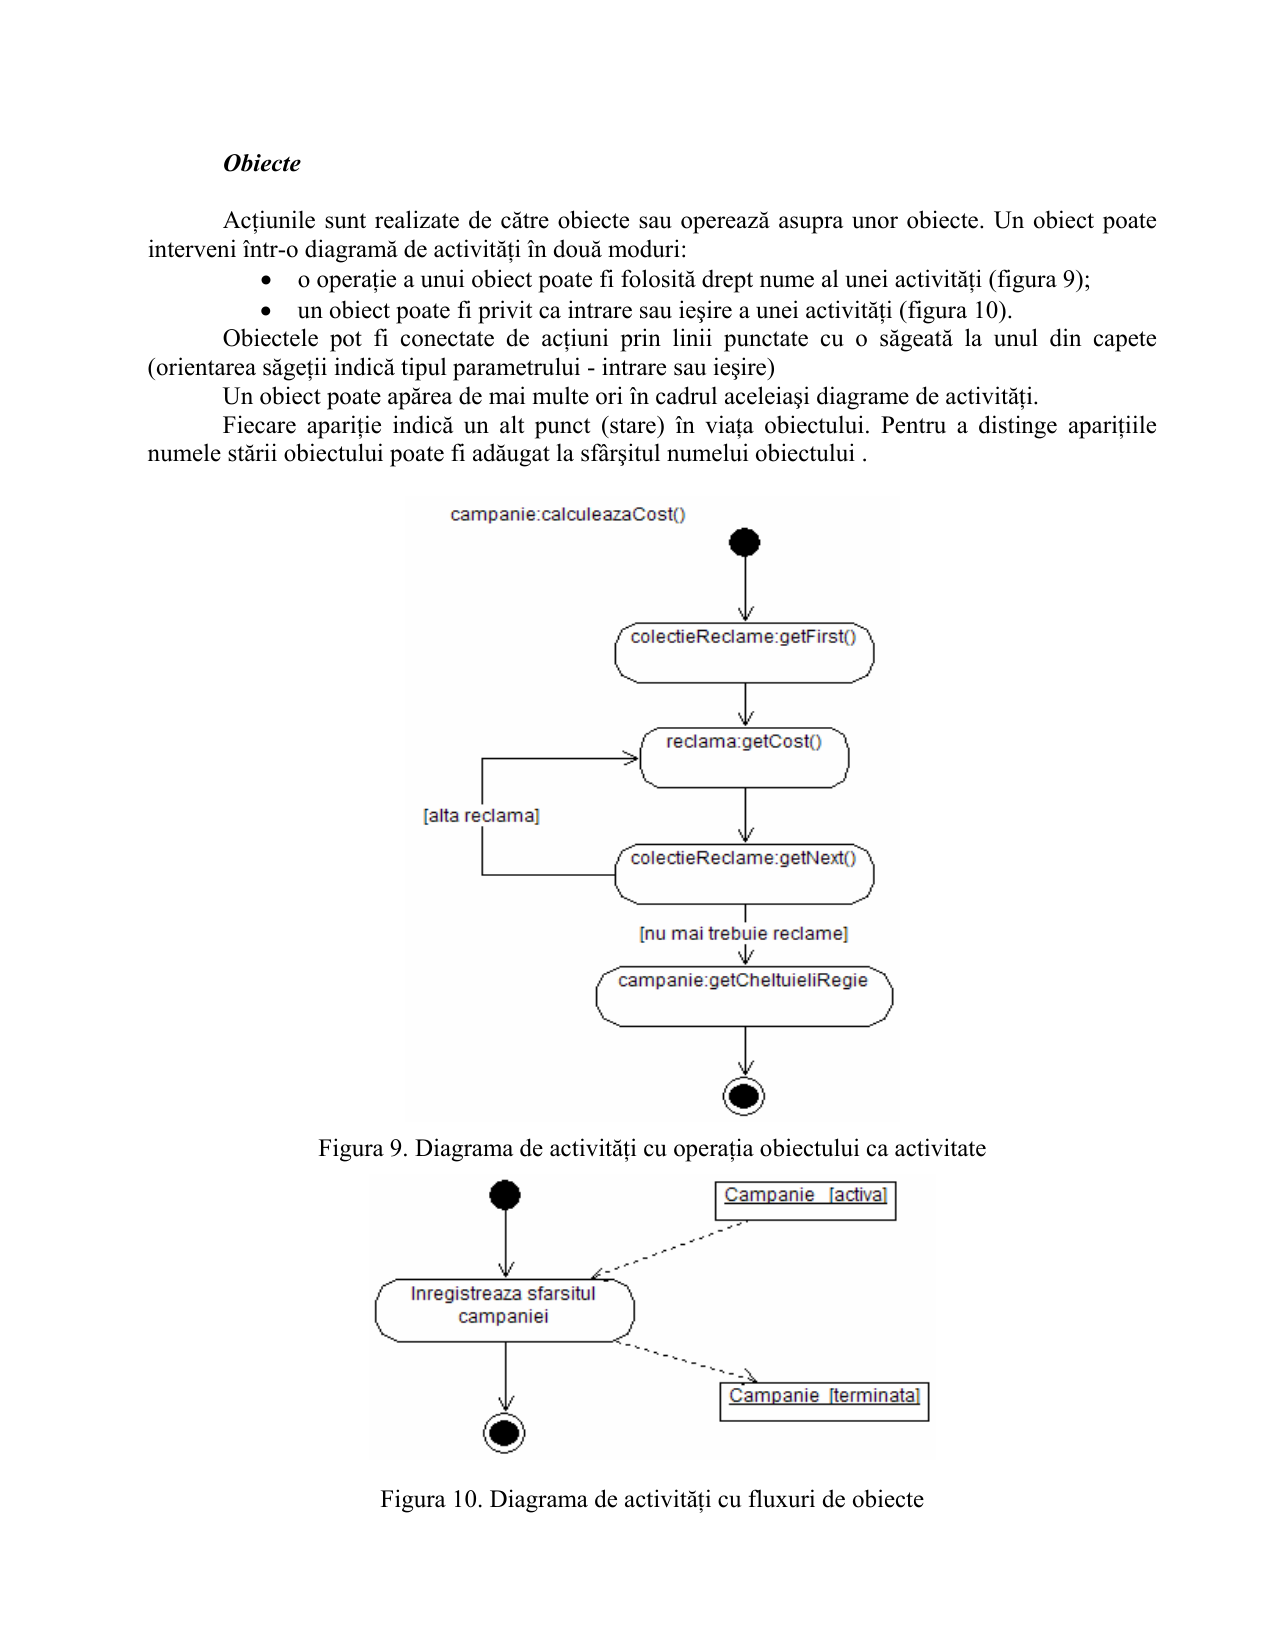 Obiecte
Acțiunile sunt realizate de către obiecte sau operează asupra unor obiecte. Un obiect poate
interveni într-o diagramă de activități în două moduri:
• o operație a unui obiect poate fi folosită drept nume al unei activități (figura 9);
• un obiect poate fi privit ca intrare sau ieşire a unei activități (figura 10).
Obiectele pot fi conectate de acțiuni prin linii punctate cu o săgeată la unul din capete
(orientarea săgeții indică tipul parametrului - intrare sau ieşire)
Un obiect poate apărea de mai multe ori în cadrul aceleiaşi diagrame de activități.
Fiecare apariție indică un alt punct (stare) în viața obiectului. Pentru a distinge aparițiile
numele stării obiectului poate fi adăugat la sfârşitul numelui obiectului .
campanie:calculeazaCost()
colectieReclame:getFirst()
reclama:getCost()
[alta reclama]
colectieReclame:getNext()
[nu mai trebuie reclame]
campanie:getCheltuieliRegie
Figura 9. Diagrama de activități cu operația obiectului ca activitate
Campanie [activa]
Inregistreaza sfarsitul
campaniei
Campanie [terminata]
Figura 10. Diagrama de activități cu fluxuri de obiecte